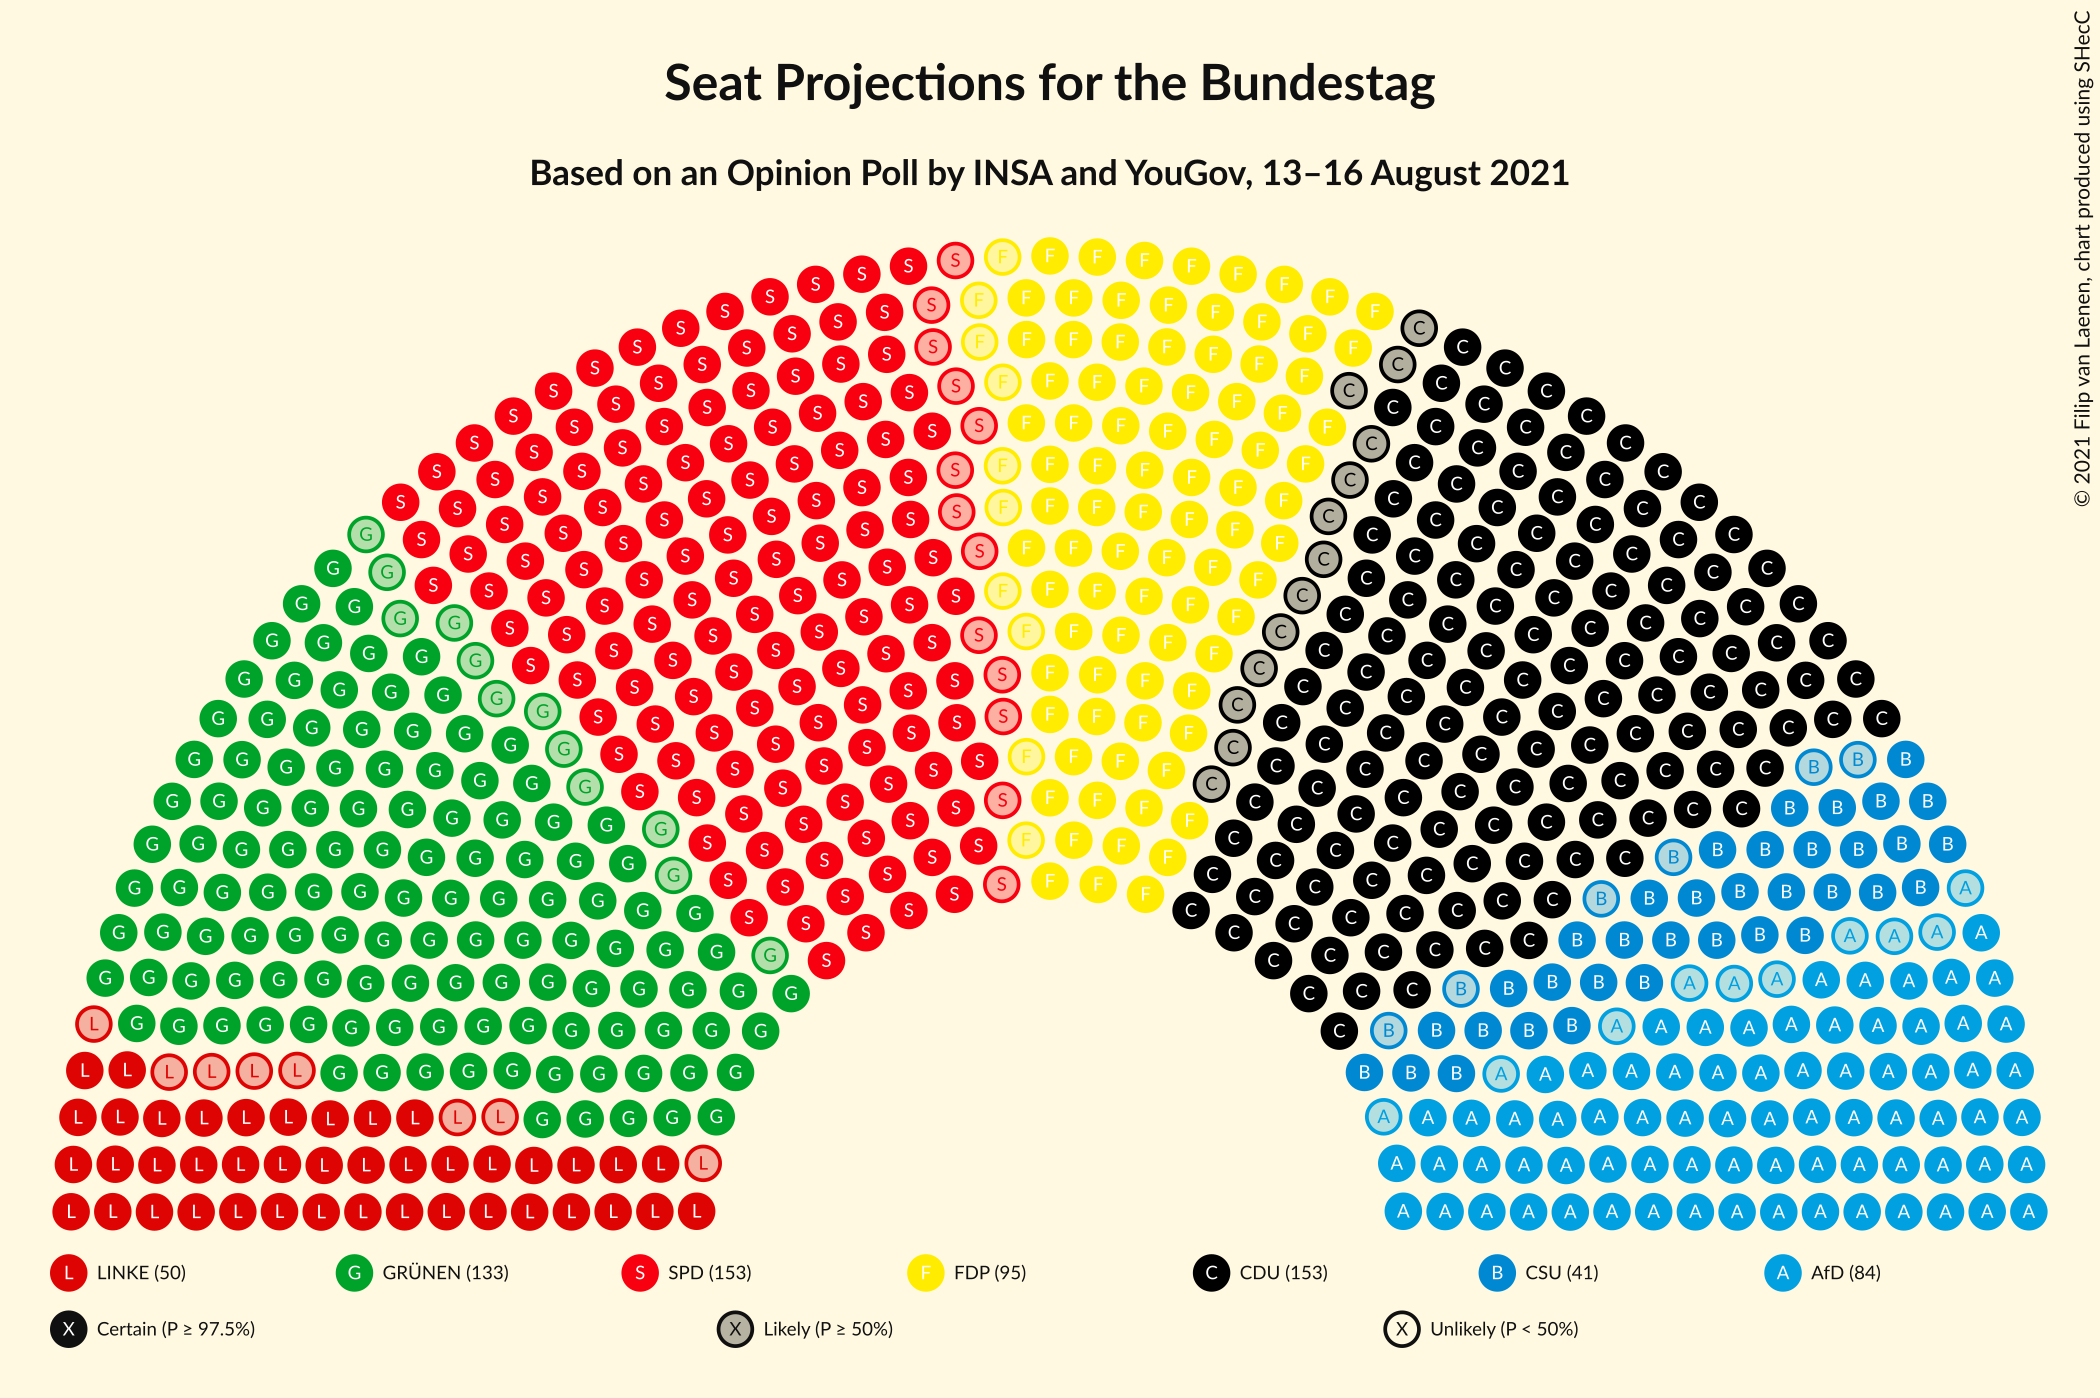 Seat Projections for the Bundestag
Based on an Opinion Poll by INSA and YouGov, 13–16 August 2021
© 2021 Filip van Laenen, chart produced using SHecC
L LINKE (50) G GRÜNEN (133) S SPD (153) F FDP (95) C CDU (153) B CSU (41) A AfD (84)
X Certain (P ≥ 97.5%) X Likely (P ≥ 50%) X Unlikely (P < 50%)